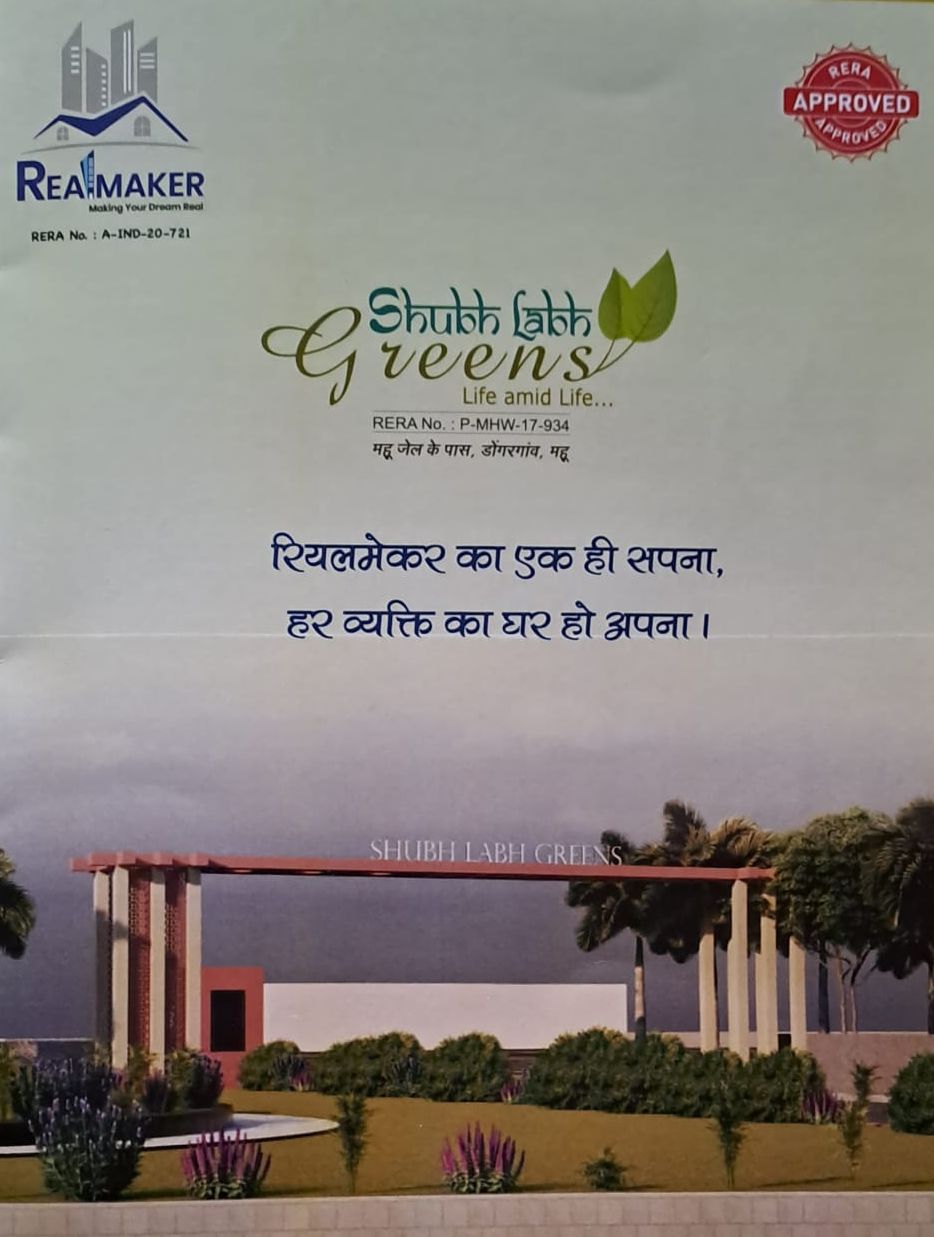 REALMAKER
Making Your Dream Real
RERA No. : A-IND-20-721
RERA
APPROVED
APPROVED
Shubh Labh
Greens
Life amid Life...
RERA No. : P-MHW-17-934
महू जेल के पास, डोंगरगांव, महू
रियलमेकर का एक ही सपना,
हर व्यक्ति का घर हो अपना।
SHUBH LABH GREENS